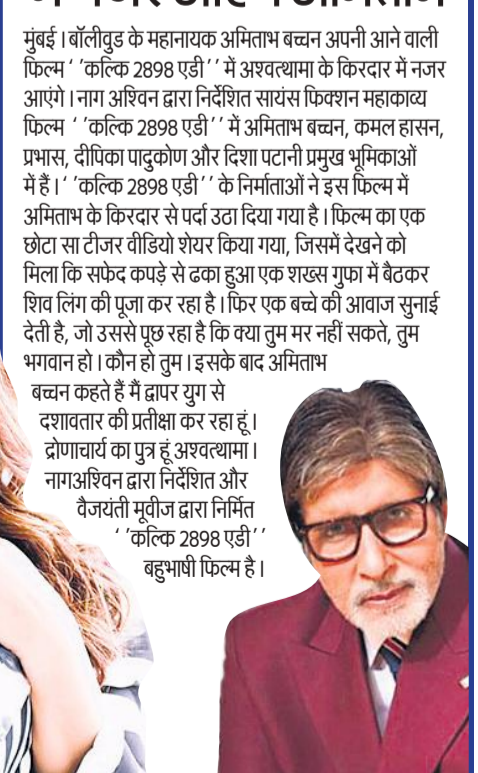 मुंबई। बॉलीवुड के महानायक अमिताभ बच्चन अपनी आने वाली
फिल्म ‘ ’कल्कि 2898 एडी’ ’ में अश्वत्थामा के किरदार में नजर
आएंगे। नाग अश्विन द्वारा निर्देशित सायंस फिक्शन महाकाव्य
फिल्म ‘ ’कल्कि 2898 एडी’ ’ में अमिताभ बच्चन, कमल हासन,
प्रभास, दीपिका पादुकोण और दिशा पटानी प्रमुख भूमिकाओं
में हैं। ‘ ’कल्कि 2898 एडी’ ’ के निर्माताओं ने इस फिल्म में
अमिताभ के किरदार से पर्दा उठा दिया गया है। फिल्म का एक
छोटा सा टीजर वीडियो शेयर किया गया, जिसमें देखने को
मिला कि सफेद कपड़े से ढका हुआ एक शख्स गुफा में बैठकर
शिव लिंग की पूजा कर रहा है। फिर एक बच्चे की आवाज सुनाई
देती है, जो उससे पूछ रहा है कि क्या तुम मर नहीं सकते, तुम
भगवान हो। कौन हो तुम। इसके बाद अमिताभ
बच्चन कहते हैं मैं द्वापर युग से
दशावतार की प्रतीक्षा कर रहा हूं।
द्रोणाचार्य का पुत्र हूं अश्वत्थामा।
नागअश्विन द्वारा निर्देशित और
वैजयंती मूवीज द्वारा निर्मित
‘ ’कल्कि 2898 एडी’ ’
बहुभाषी फिल्म है।